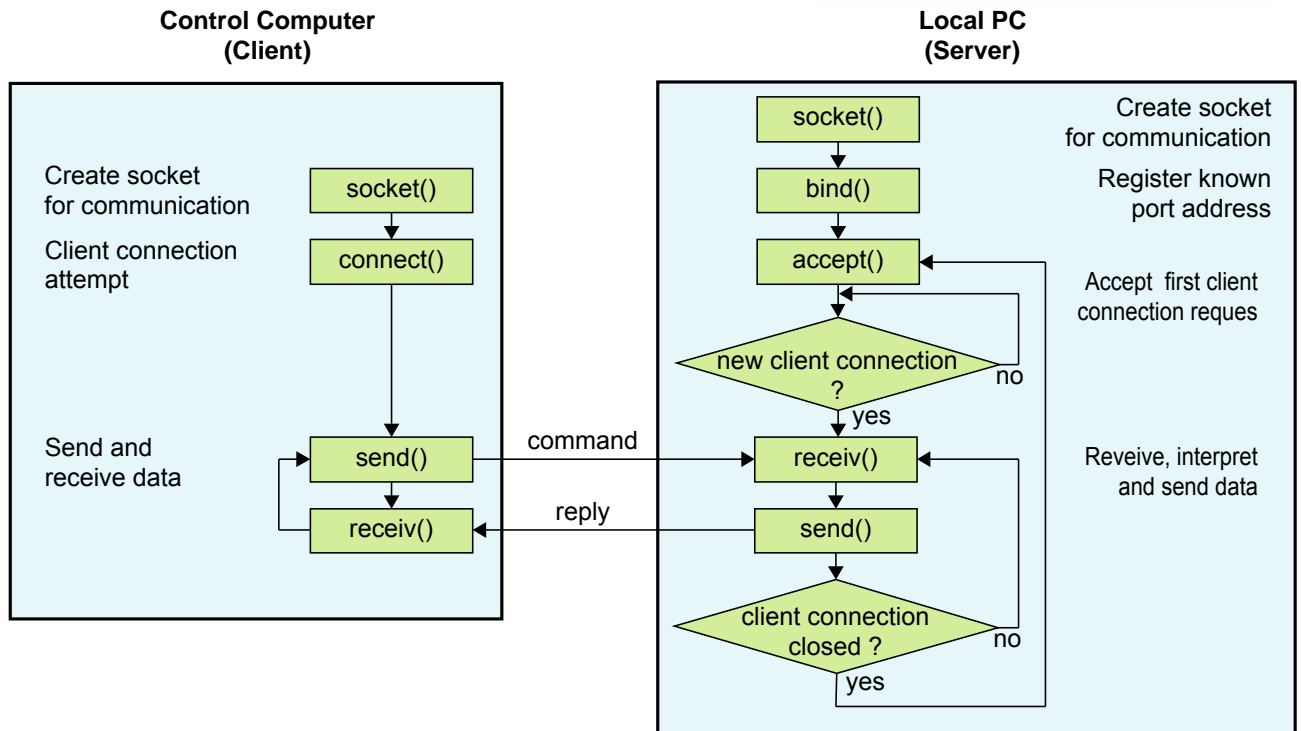 Control Computer
(Client)
Create socket
for communication
socket()
Client connection
attempt
connect()
Send and
receive data
send()
receiv()
command
reply
Local PC
(Server)
socket()
Create socket
for communication
bind()
Register known
port address
accept()
Accept first client
connection reques
new client connection
?
no
yes
receiv()
Reveive, interpret
and send data
send()
client connection
closed ?
no
yes